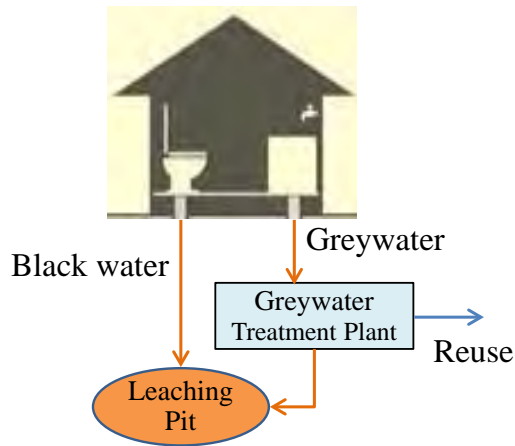 Greywater
Black water
Greywater
Treatment Plant
Reuse
Leaching
Pit